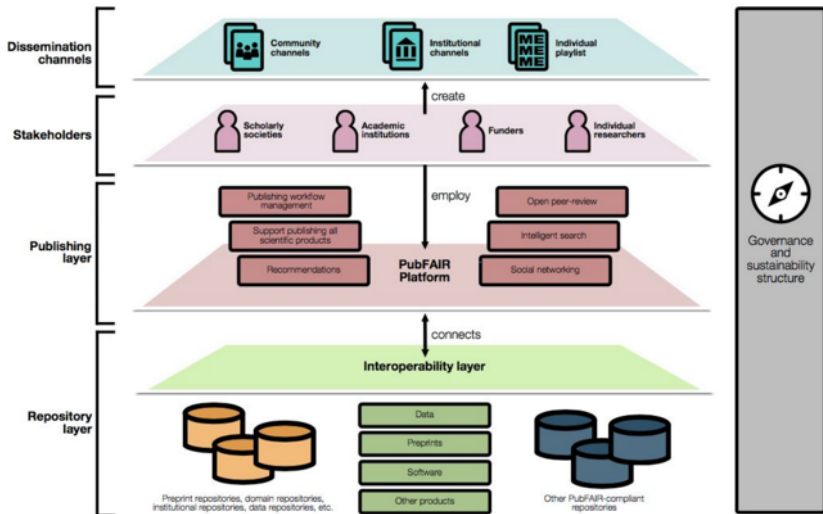 Dissemination
channels
Community
channels
Institutional
channels
Individual
playlist
ME ME
ME ME
ME ME
create
Stakeholders
Scholarly
societies
Academic
institutions
Funders
Individual
researchers
employ
Publishing
layer
Publishing workflow
management
Support publishing all
scientific products
Recommendations
PubFAIR
Platform
Open peer-review
Intelligent search
Social networking
connects
Repository
layer
Interoperability layer
Data
Preprints
Software
Other products
Preprint repositories, domain repositories,
institutional repositories, data repositories, etc.
Other PubFAIR-compliant
repositories
Governance
and
sustainability
structure